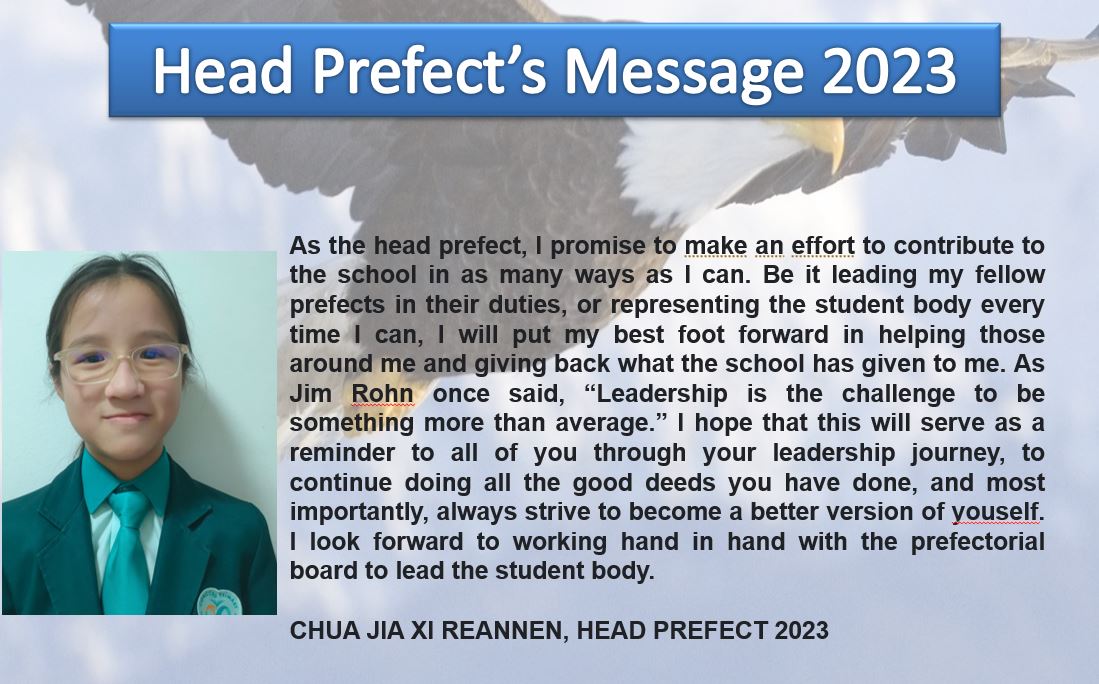 Head Prefect’s Message 2023
As the head prefect, I promise to make an effort to contribute to
the school in as many ways as I can. Be it leading my fellow
prefects in their duties, or representing the student body every
time I can, I will put my best foot forward in helping those
around me and giving back what the school has given to me. As
Jim Rohn once said, “Leadership is the challenge to be
something more than average.” I hope that this will serve as a
reminder to all of you through your leadership journey, to
continue doing all the good deeds you have done, and most
importantly, always strive to become a better version of youself.
I look forward to working hand in hand with the prefectorial
board to lead the student body.
CHUA JIA XI REANNEN, HEAD PREFECT 2023